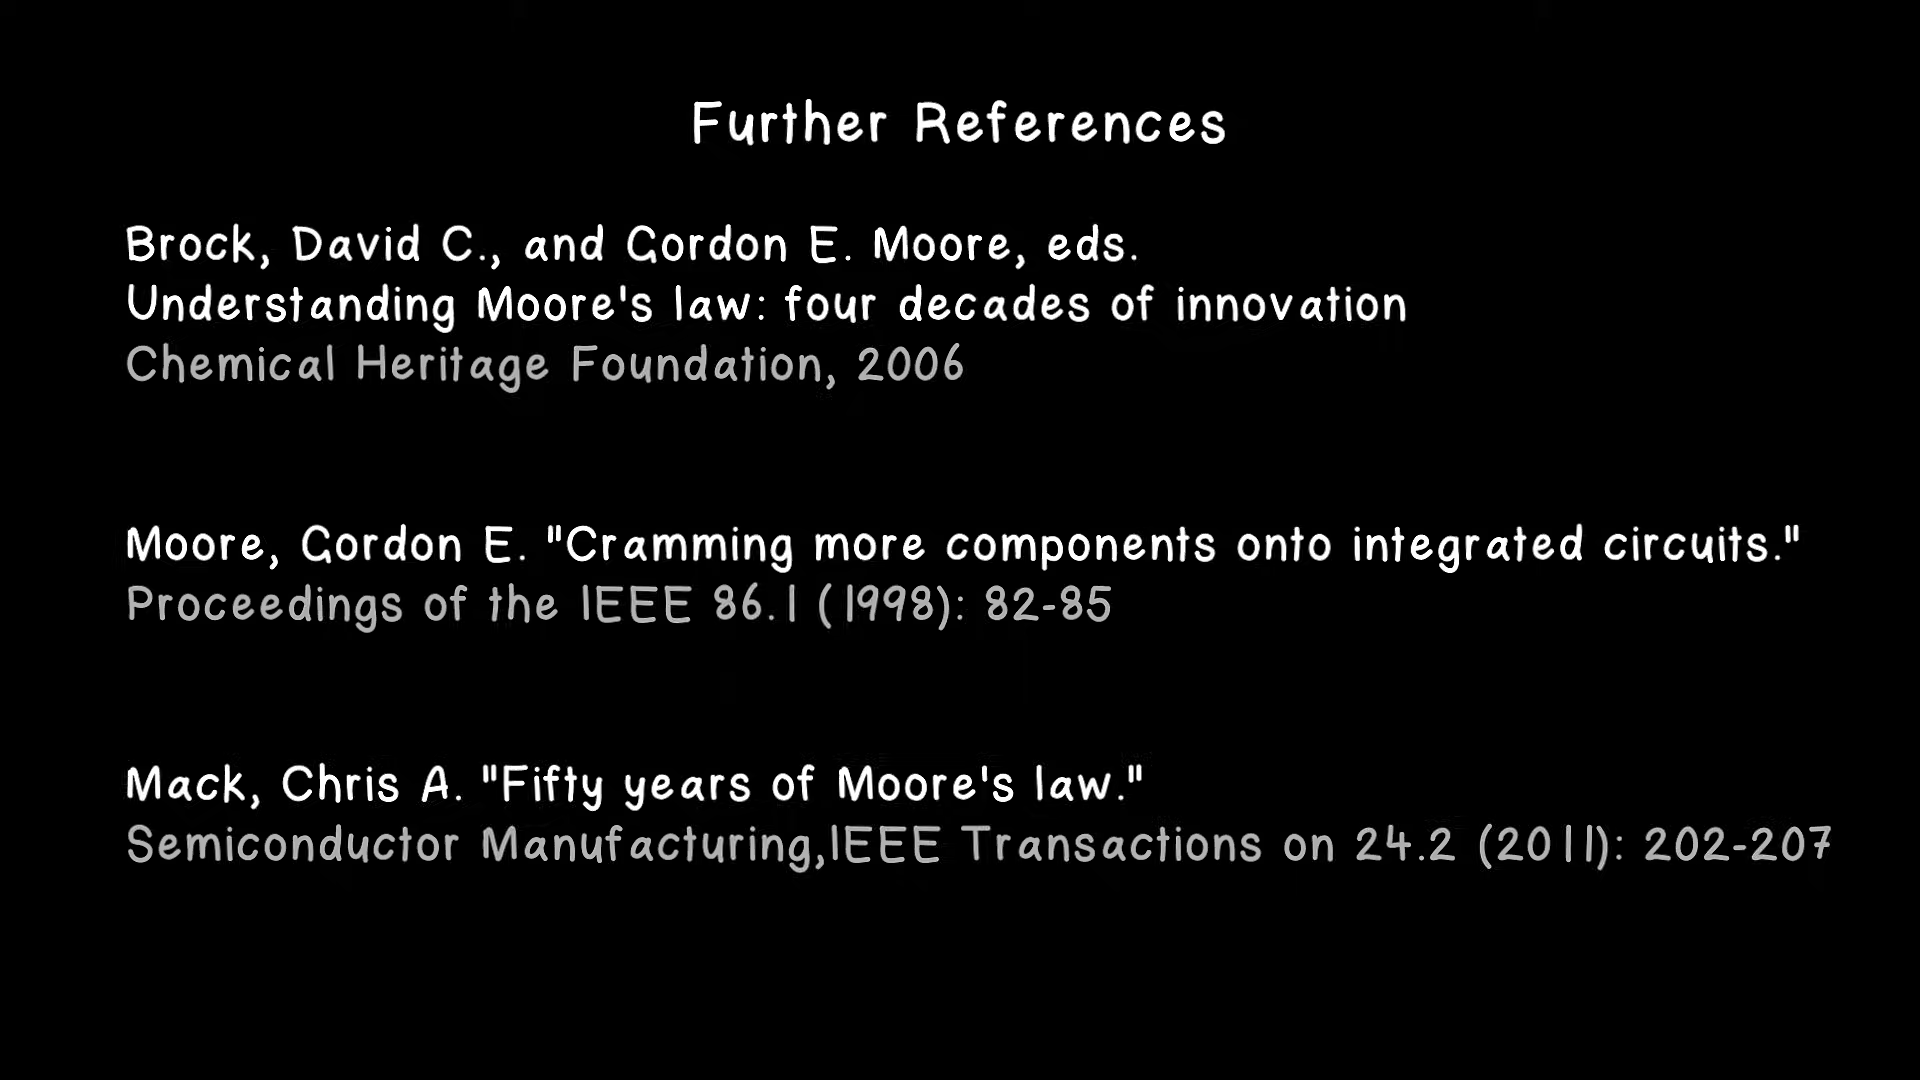 Further References
Brock, David C., and Gordon E. Moore, eds.
Understanding Moore's law: four decades of innovation
Chemical Heritage Foundation, 2006
Moore, Gordon E. "Cramming more components onto integrated circuits."
Proceedings of the IEEE 86.1 (1998): 82-85
Mack, Chris A. "Fifty years of Moore's law."
Semiconductor Manufacturing,IEEE Transactions on 24.2 (2011): 202-207